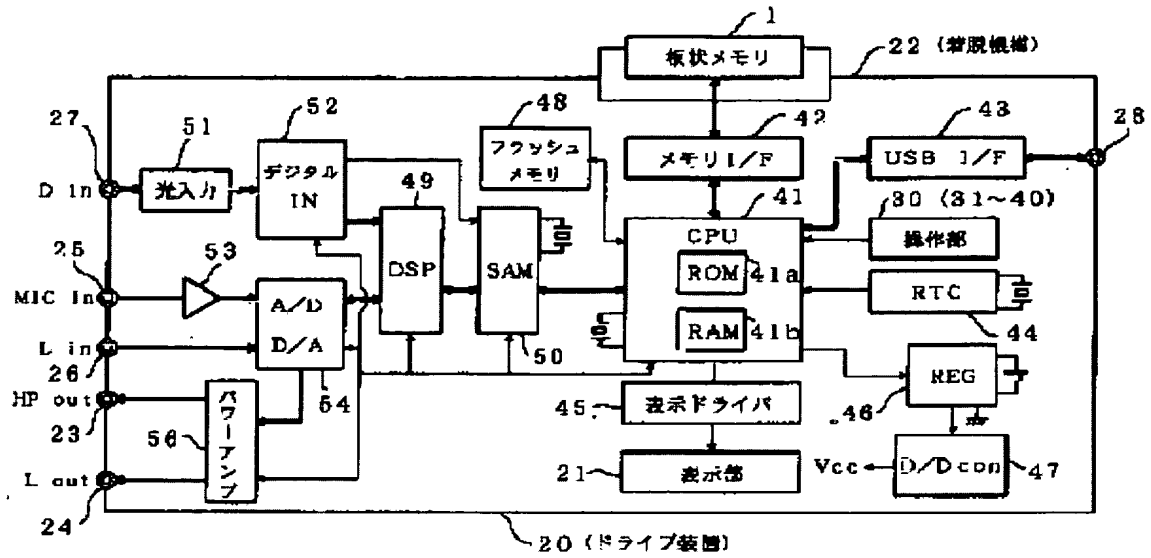 1
板状メモリ
22 (着脱機構)
27
51
52
48
42
43
28
D in
光入力
デジタル
IN
フラッシュ
メモリ
メモリ I/F
USB I/F
49
41
30 (31～40)
25
53
DSP
SAM
CPU
操作部
MIC in
A/D
D/A
ROM 41a
RTC
L in
50
RAM 41b
44
26
HP out
54
REG
23
56
パワーアンプ
45
表示ドライバ
46
L out
21
表示部
Vcc
D/D con
47
24
20 (ドライブ装置)